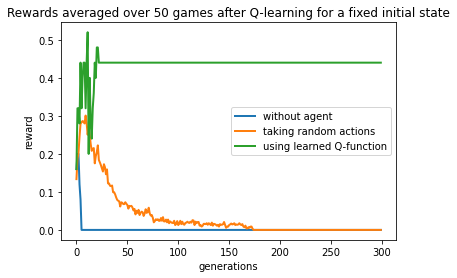 Rewards averaged over 50 games after Q-learning for a fixed initial state
0.5
0.4
0.3
0.2
0.1
0.0
reward
without agent
taking random actions
using learned Q-function
0 50 100 150 200 250 300
generations